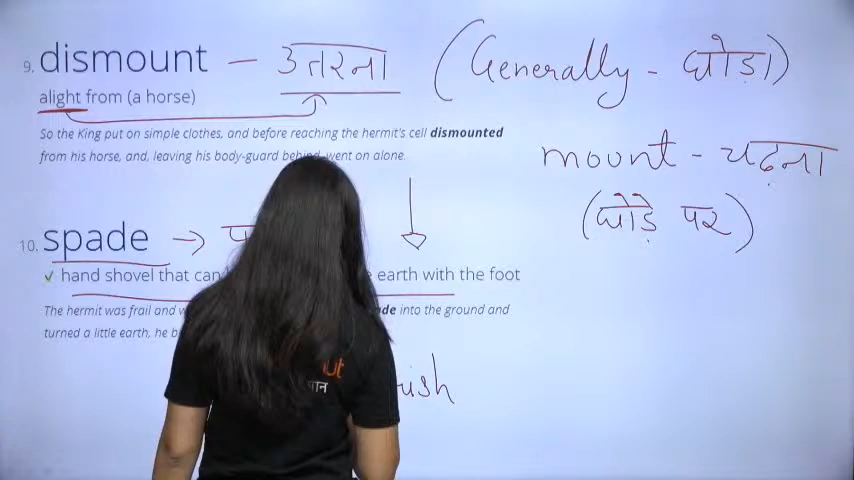 9. dismount – उतरना (Generally - घोड़ा)
alight from (a horse)
So the King put on simple clothes, and before reaching the hermit's cell dismounted
from his horse, and, leaving his body-guard behind, went on alone.
mount - चढ़ना
(घोड़े पर)
10. spade →
✓ hand shovel that can earth with the foot
The hermit was frail and into the ground and
turned a little earth, he